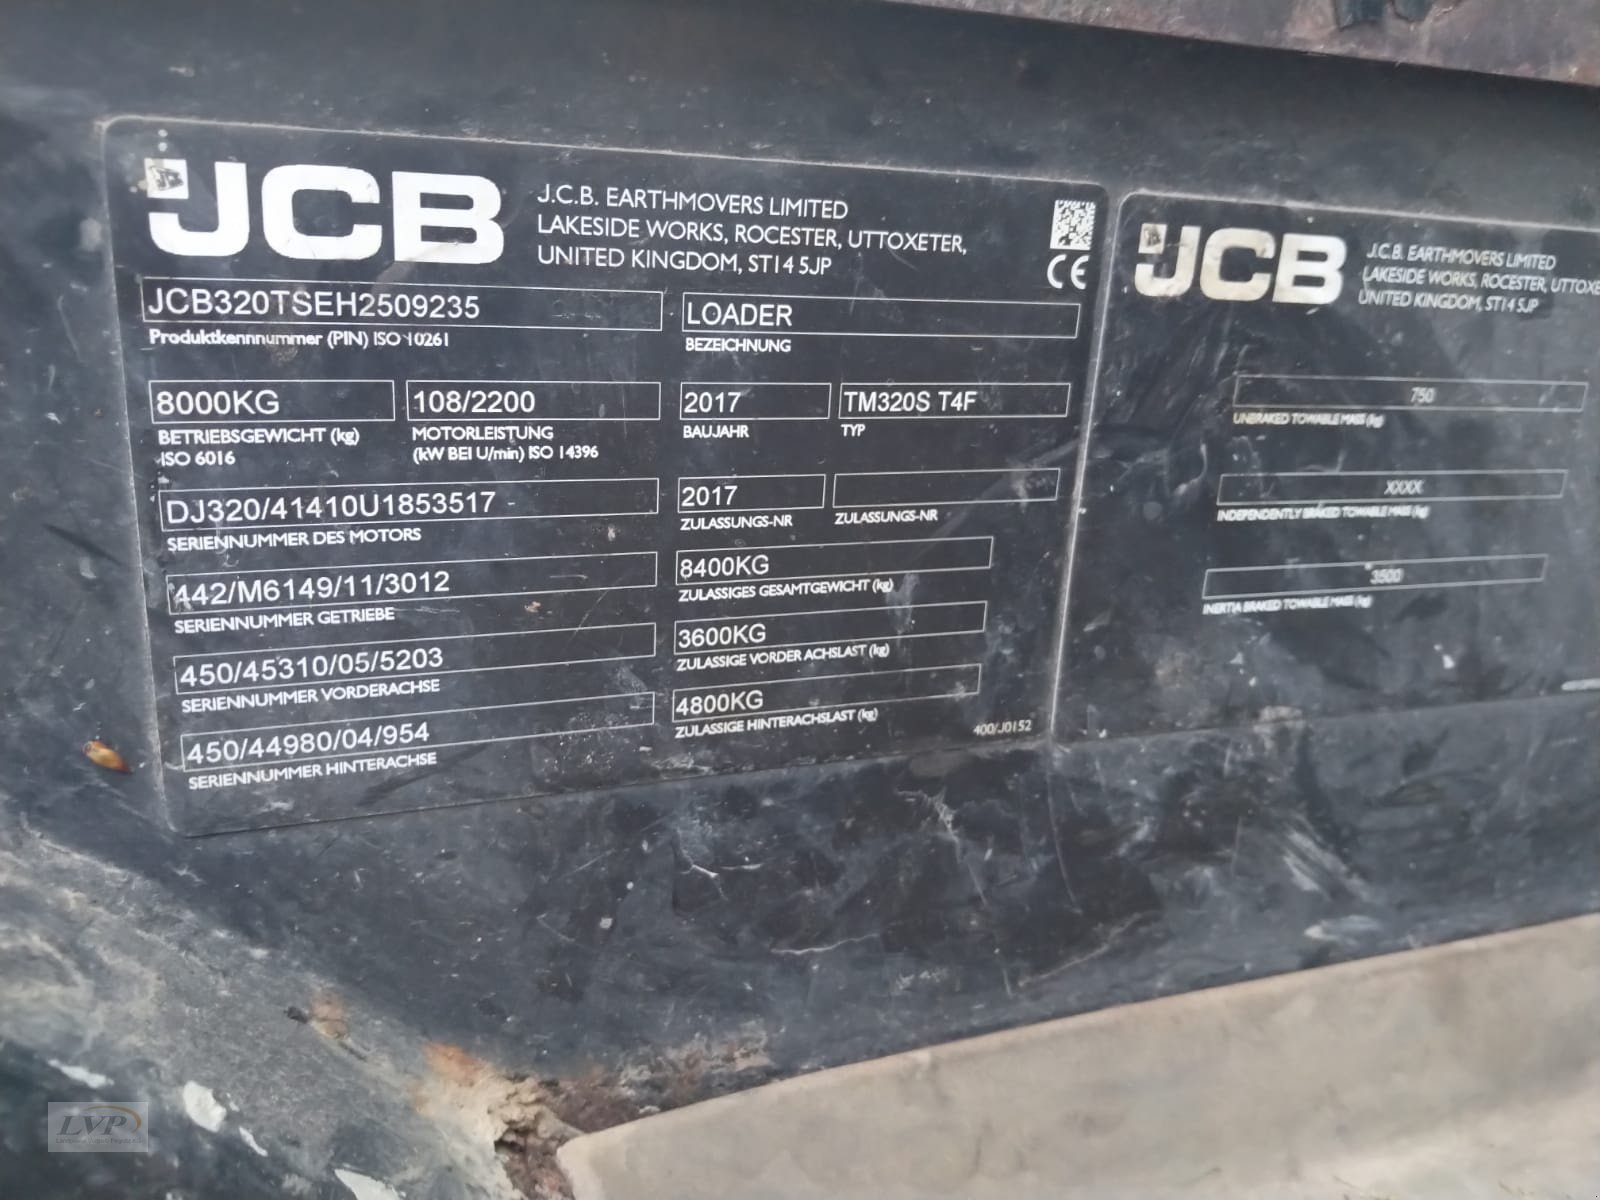 JCB
J.C.B. EARTHMOVERS LIMITED
LAKESIDE WORKS, ROCESTER, UTTOXETER,
UNITED KINGDOM, ST14 5JP
CE
JCB320TSEH2509235
Produktkennnummer (PIN) ISO 10261
LOADER
BEZEICHNUNG
8000KG
BETRIEBSGEWICHT (kg)
ISO 6016
108/2200
MOTORLEISTUNG
(kW BEI U/min) ISO 14396
2017
BAUJAHR
TM320S T4F
TYP
DJ320/41410U1853517
SERIENNUMMER DES MOTORS
2017
ZULASSUNGS-NR
ZULASSUNGS-NR
442/M6149/11/3012
SERIENNUMMER GETRIEBE
8400KG
ZULASSIGES GESAMTGEWICHT (kg)
450/45310/05/5203
SERIENNUMMER VORDERACHSE
3600KG
ZULASSIGE VORDER ACHSLAST (kg)
450/44980/04/954
SERIENNUMMER HINTERACHSE
4800KG
ZULASSIGE HINTERACHSLAST (kg)
400/J0152
JCB
J.C.B. EARTHMOVERS LIMITED
LAKESIDE WORKS, ROCESTER, UTTOXE
UNITED KINGDOM, ST14 5JP
750
UNBRAKED TOWABLE MASS (kg)
XXXX
INDEPENDENTLY BRAKED TOWABLE MASS (kg)
3500
INERTIA BRAKED TOWABLE MASS (kg)
LVP